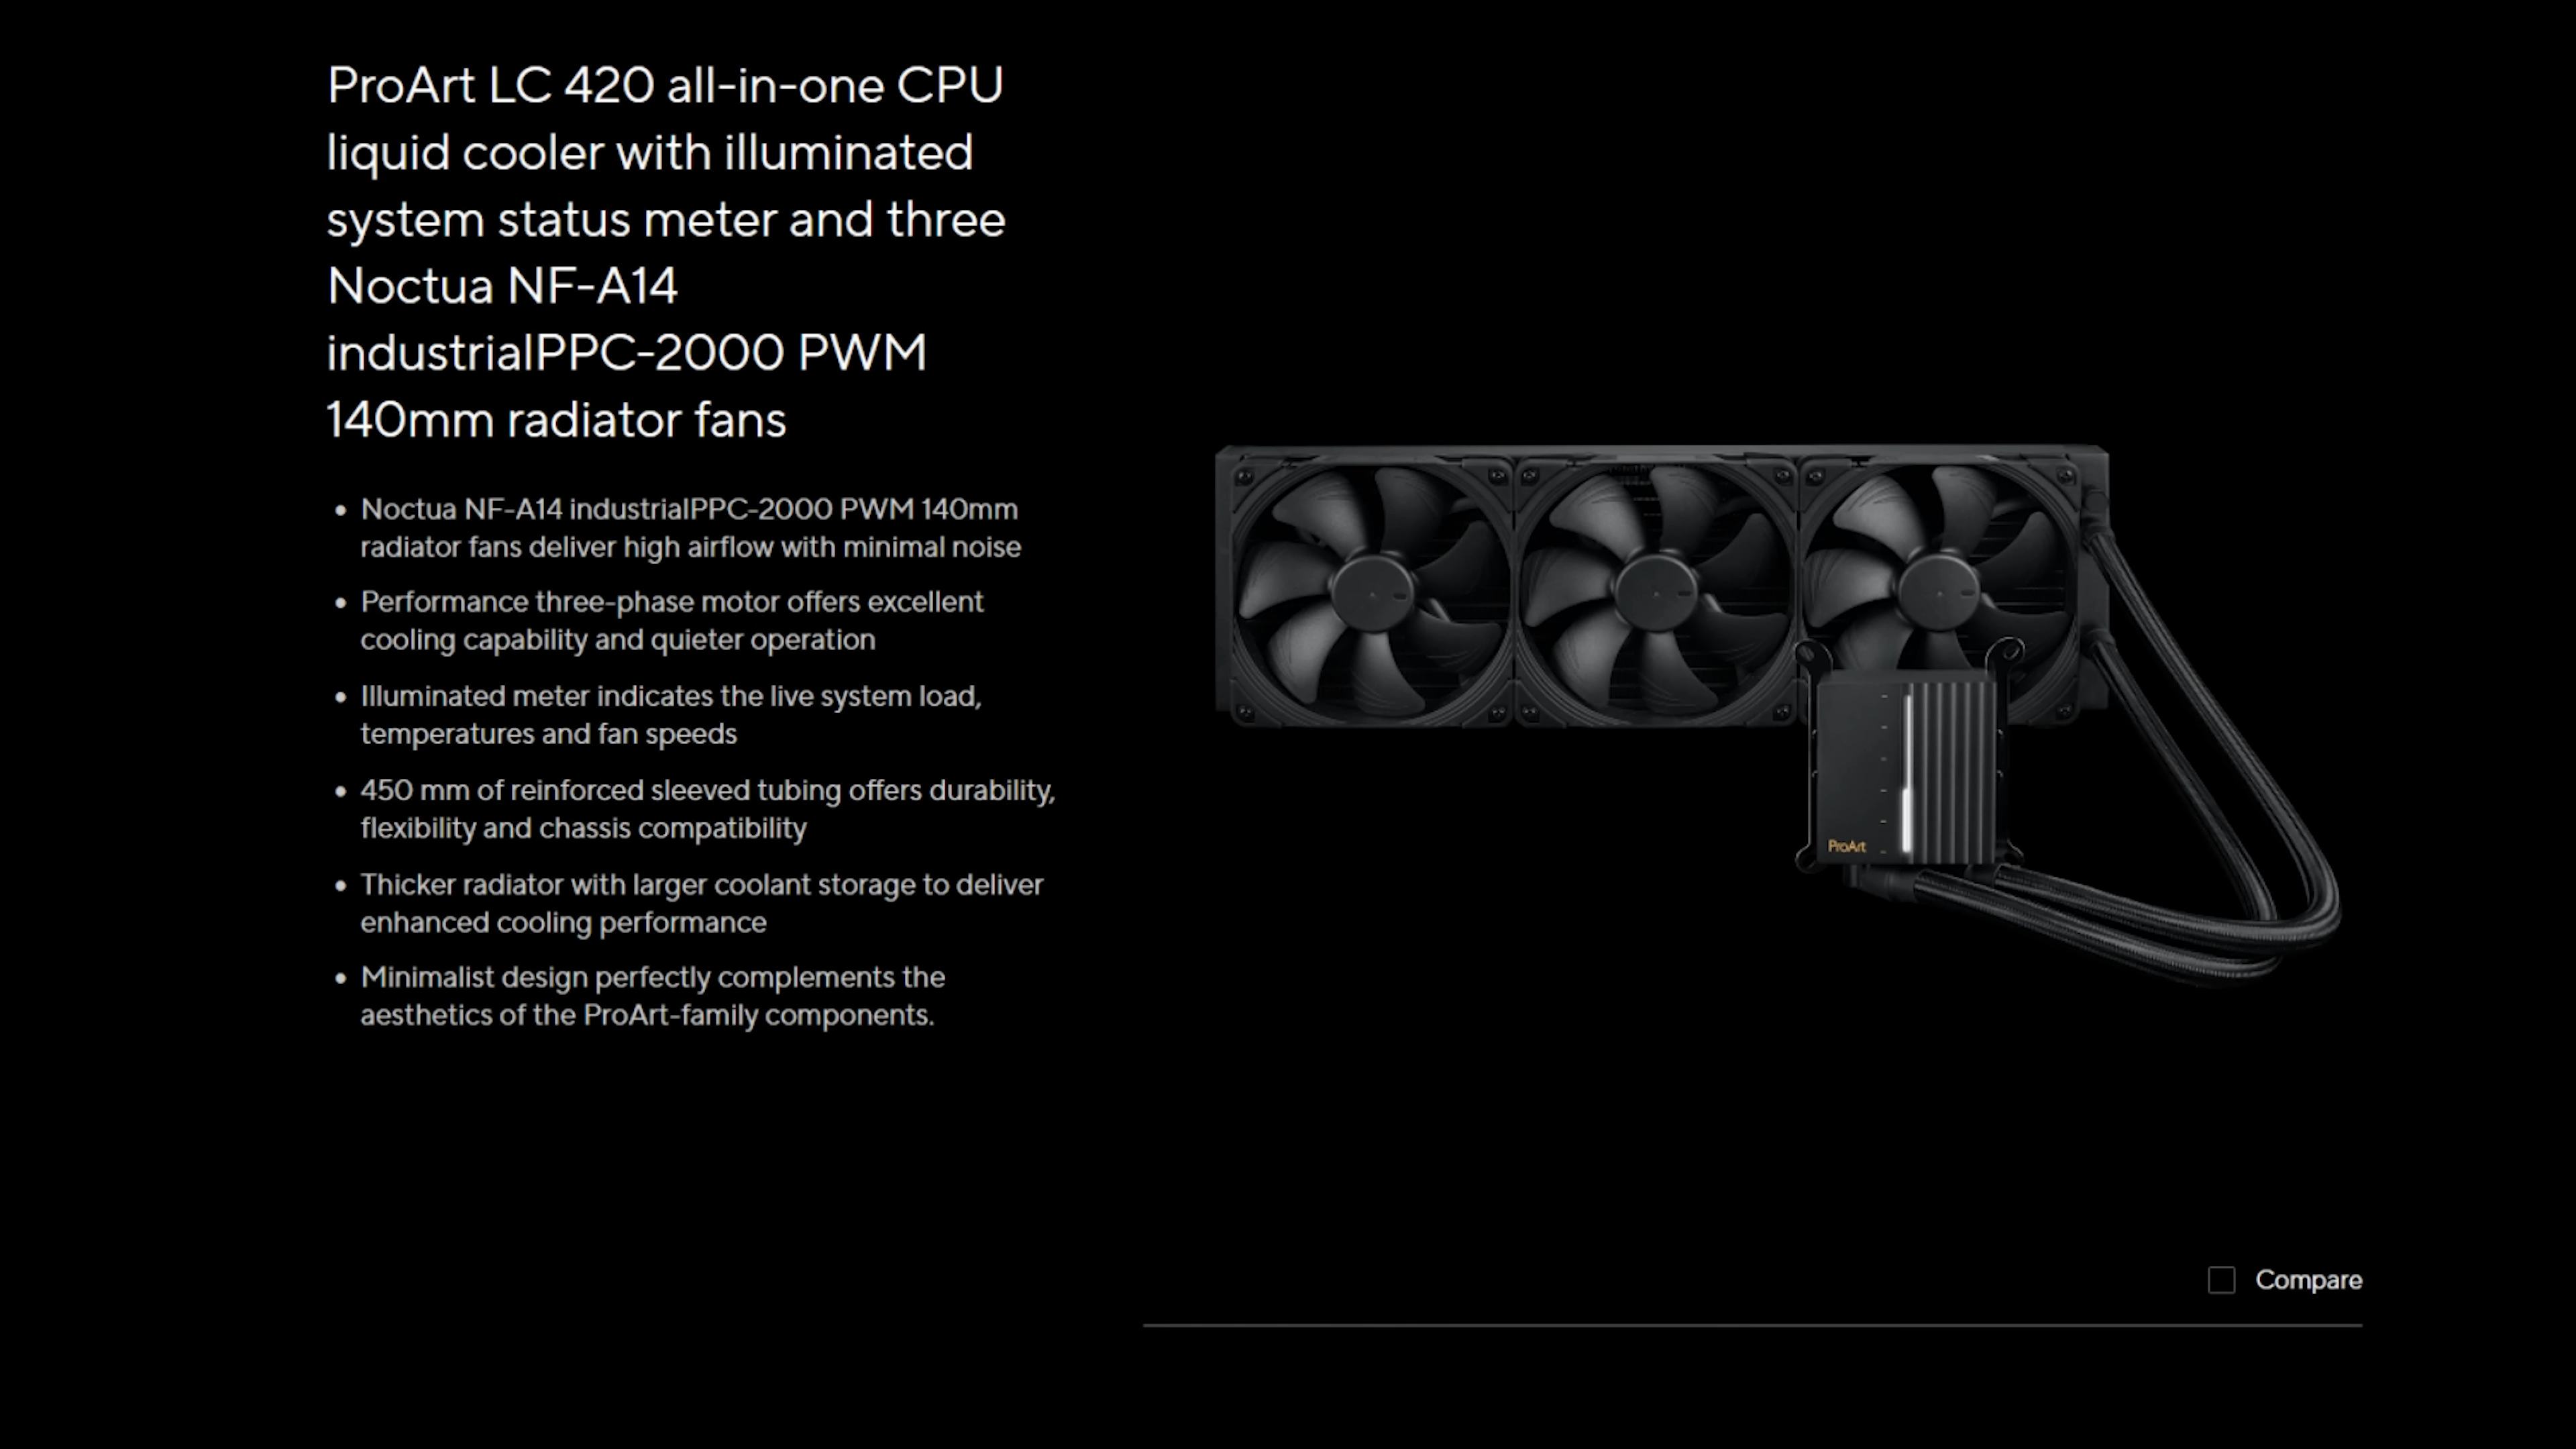 ProArt LC 420 all-in-one CPU
liquid cooler with illuminated
system status meter and three
Noctua NF-A14
industrialPPC-2000 PWM
140mm radiator fans
• Noctua NF-A14 industrialPPC-2000 PWM 140mm
radiator fans deliver high airflow with minimal noise
• Performance three-phase motor offers excellent
cooling capability and quieter operation
• Illuminated meter indicates the live system load,
temperatures and fan speeds
• 450 mm of reinforced sleeved tubing offers durability,
flexibility and chassis compatibility
• Thicker radiator with larger coolant storage to deliver
enhanced cooling performance
• Minimalist design perfectly complements the
aesthetics of the ProArt-family components.
ProArt
Compare